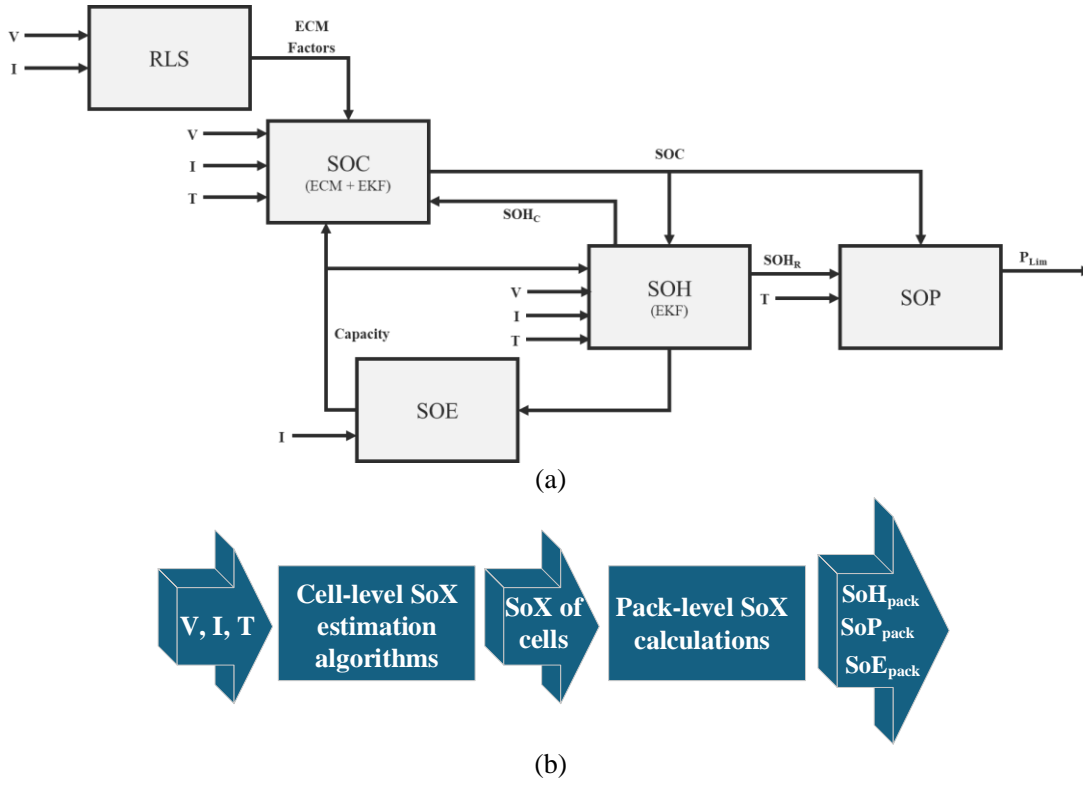 V
I
RLS
ECM
Factors
V
I
T
SOC
(ECM + EKF)
SOC
SOH_C
V
I
T
SOH
(EKF)
SOH_R
T
SOP
P_Lim
Capacity
I
SOE
(a)
V, I, T
Cell-level SoX
estimation
algorithms
SoX of
cells
Pack-level SoX
calculations
SoH_pack
SoP_pack
SoE_pack
(b)